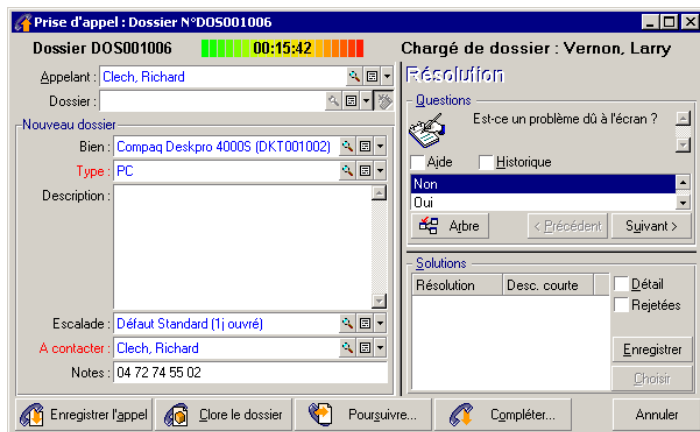 Prise d'appel : Dossier N°DOS001006
Dossier DOS001006 00:15:42 Chargé de dossier : Vernon, Larry
Appelant : Clech, Richard
Dossier :
Nouveau dossier
Bien : Compaq Deskpro 4000S (DKT001002)
Type : PC
Description :
Escalade : Défaut Standard (1j ouvré)
A contacter : Clech, Richard
Notes : 04 72 74 55 02
Résolution
Questions
Est-ce un problème dû à l'écran ?
Aide Historique
Non
Oui
Arbre < Précédent Suivant >
Solutions
Résolution Desc. courte
Détail
Rejetées
Enregistrer
Choisir
Enregistrer l'appel Clore le dossier Poursuivre... Compléter... Annuler